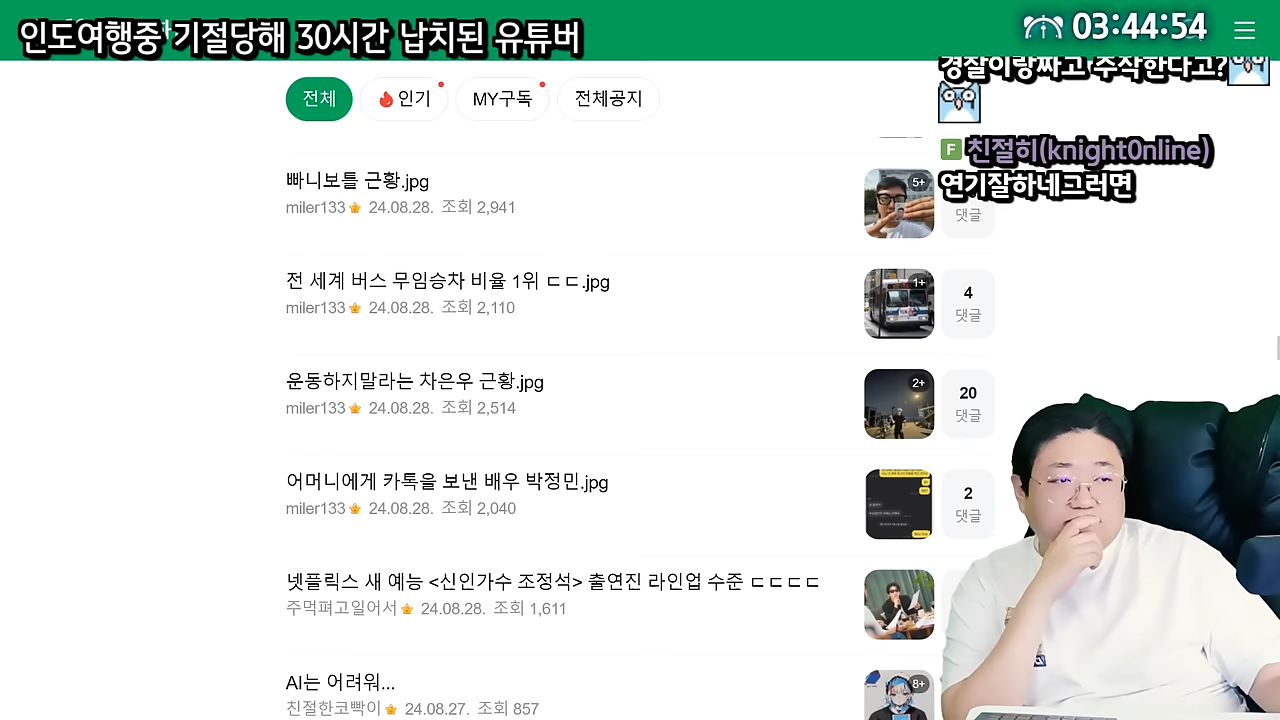 인도여행중 기절당해 30시간 납치된 유튜버
03:44:54
전체
인기
MY구독
전체공지
경찰이랑짜고 주작한다고?
F 친절히(knight0nline)
연기잘하네그러면
빠니보틀 근황.jpg
miler133 24.08.28. 조회 2,941
5+
댓글
전 세계 버스 무임승차 비율 1위 ㄷㄷ.jpg
miler133 24.08.28. 조회 2,110
1+
4
댓글
운동하지말라는 차은우 근황.jpg
miler133 24.08.28. 조회 2,514
2+
20
댓글
어머니에게 카톡을 보낸 배우 박정민.jpg
miler133 24.08.28. 조회 2,040
2
댓글
넷플릭스 새 예능 <신인가수 조정석> 출연진 라인업 수준 ㄷㄷㄷㄷ
주먹펴고일어서 24.08.28. 조회 1,611
AI는 어려워...
친절한코빡이 24.08.27. 조회 857
8+